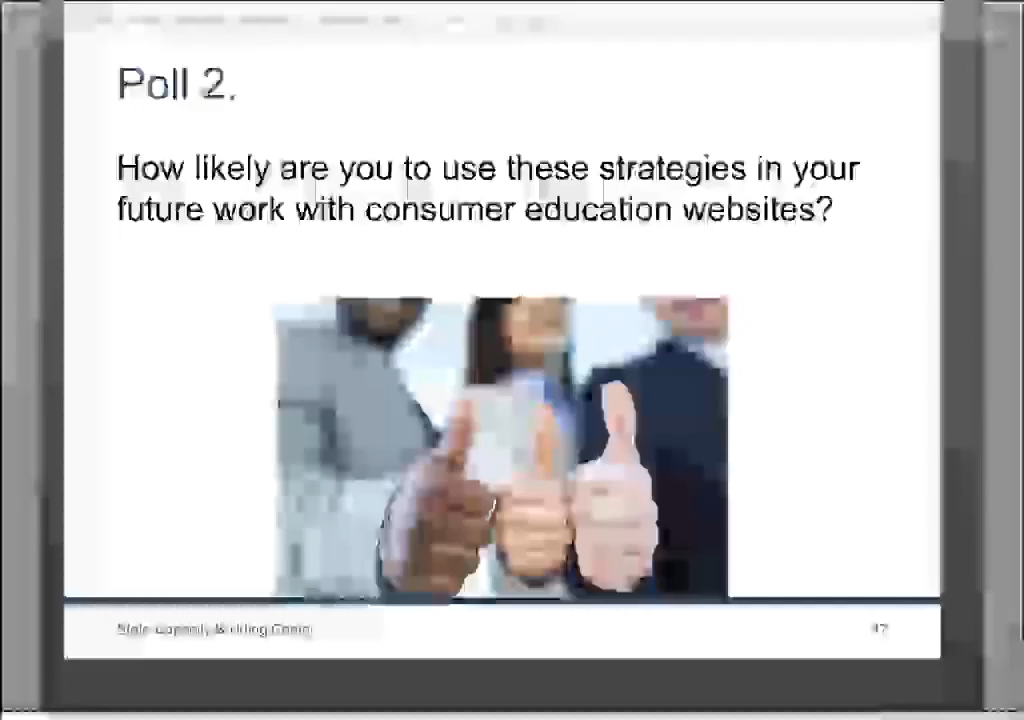 Poll 2.
How likely are you to use these strategies in your
future work with consumer education websites?
State Capacity Building Center